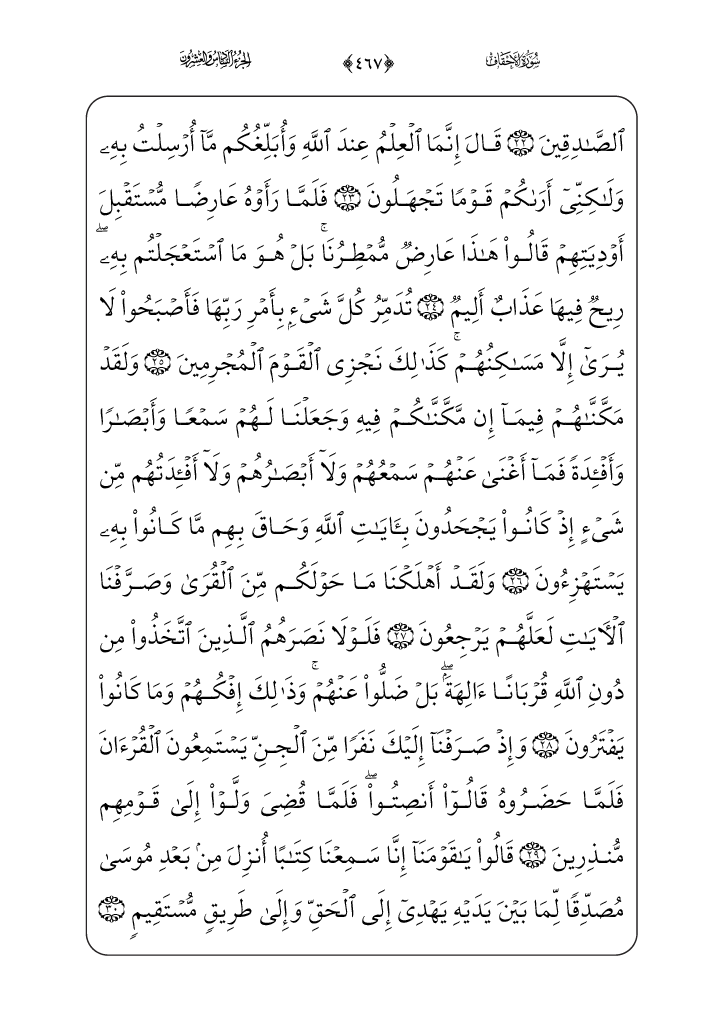 سُورَةُ الأَحْقَافِ ﴿٤٦٧﴾ الجُزْءُ السَّادِسُ وَالعِشْرُونَ
ٱلصَّـٰدِقِينَ ٢٢ قَالَ إِنَّمَا ٱلْعِلْمُ عِندَ ٱللَّهِ وَأُبَلِّغُكُم مَّآ أُرْسِلْتُ بِهِۦ
وَلَـٰكِنِّىٓ أَرَىٰكُمْ قَوْمًا تَجْهَلُونَ ٢٣ فَلَمَّا رَأَوْهُ عَارِضًا مُّسْتَقْبِلَ
أَوْدِيَتِهِمْ قَالُوا۟ هَـٰذَا عَارِضٌ مُّمْطِرُنَا ۚ بَلْ هُوَ مَا ٱسْتَعْجَلْتُم بِهِۦ ۖ
رِيحٌ فِيهَا عَذَابٌ أَلِيمٌ ٢٤ تُدَمِّرُ كُلَّ شَىْءٍۭ بِأَمْرِ رَبِّهَا فَأَصْبَحُوا۟ لَا
يُرَىٰٓ إِلَّا مَسَـٰكِنُهُمْ ۚ كَذَٰلِكَ نَجْزِى ٱلْقَوْمَ ٱلْمُجْرِمِينَ ٢٥ وَلَقَدْ
مَكَّنَّـٰهُمْ فِيمَآ إِن مَّكَّنَّـٰكُمْ فِيهِ وَجَعَلْنَا لَهُمْ سَمْعًا وَأَبْصَـٰرًا
وَأَفْـِٔدَةً فَمَآ أَغْنَىٰ عَنْهُمْ سَمْعُهُمْ وَلَآ أَبْصَـٰرُهُمْ وَلَآ أَفْـِٔدَتُهُم مِّن
شَىْءٍ إِذْ كَانُوا۟ يَجْحَدُونَ بِـَٔايَـٰتِ ٱللَّهِ وَحَاقَ بِهِم مَّا كَانُوا۟ بِهِۦ
يَسْتَهْزِءُونَ ٢٦ وَلَقَدْ أَهْلَكْنَا مَا حَوْلَكُم مِّنَ ٱلْقُرَىٰ وَصَرَّفْنَا
ٱلْـَٔايَـٰتِ لَعَلَّهُمْ يَرْجِعُونَ ٢٧ فَلَوْلَا نَصَرَهُمُ ٱلَّذِينَ ٱتَّخَذُوا۟ مِن
دُونِ ٱللَّهِ قُرْبَانًا ءَالِهَةًۢ ۖ بَلْ ضَلُّوا۟ عَنْهُمْ ۚ وَذَٰلِكَ إِفْكُهُمْ وَمَا كَانُوا۟
يَفْتَرُونَ ٢٨ وَإِذْ صَرَفْنَآ إِلَيْكَ نَفَرًا مِّنَ ٱلْجِنِّ يَسْتَمِعُونَ ٱلْقُرْءَانَ
فَلَمَّا حَضَرُوهُ قَالُوٓا۟ أَنصِتُوا۟ ۖ فَلَمَّا قُضِىَ وَلَّوْا۟ إِلَىٰ قَوْمِهِم
مُّنذِرِينَ ٢٩ قَالُوا۟ يَـٰقَوْمَنَآ إِنَّا سَمِعْنَا كِتَـٰبًا أُنزِلَ مِنۢ بَعْدِ مُوسَىٰ
مُصَدِّقًا لِّمَا بَيْنَ يَدَيْهِ يَهْدِىٓ إِلَى ٱلْحَقِّ وَإِلَىٰ طَرِيقٍ مُّسْتَقِيمٍ ٣٠